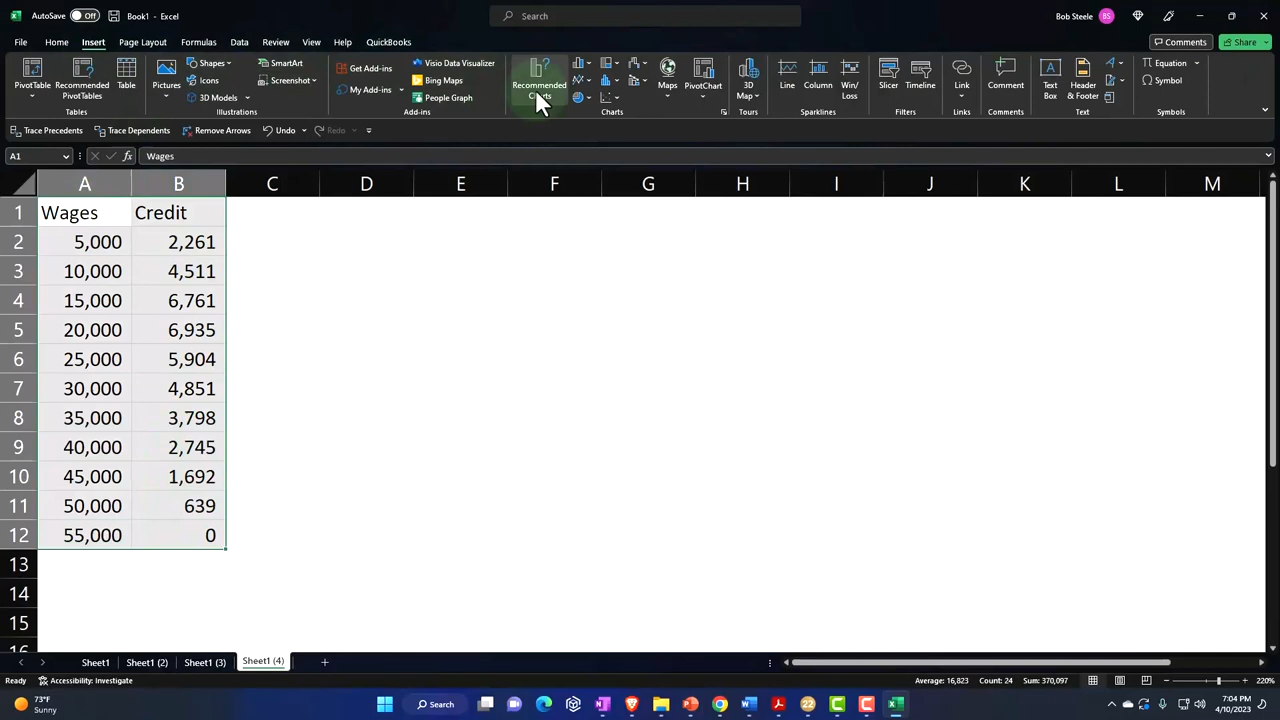 AutoSave Off Book1 - Excel Search Bob Steele BS
File Home Insert Page Layout Formulas Data Review View Help QuickBooks Comments Share
PivotTable Recommended PivotTables Table
Tables
Pictures Shapes Icons 3D Models SmartArt Screenshot
Illustrations
Get Add-ins My Add-ins Visio Data Visualizer Bing Maps People Graph
Add-ins
Recommended Charts Maps PivotChart
Charts
3D Map
Tours
Line Column Win/Loss
Sparklines
Slicer Timeline
Filters
Link
Links
Comment
Comments
Text Box Header & Footer
Text
Equation Symbol
Symbols
Trace Precedents Trace Dependents Remove Arrows Undo Redo
A1 fx Wages
A B C D E F G H I J K L M
1 Wages Credit
2 5,000 2,261
3 10,000 4,511
4 15,000 6,761
5 20,000 6,935
6 25,000 5,904
7 30,000 4,851
8 35,000 3,798
9 40,000 2,745
10 45,000 1,692
11 50,000 639
12 55,000 0
13
14
15
16
Sheet1 Sheet1 (2) Sheet1 (3) Sheet1 (4)
Ready Accessibility: Investigate Average: 16,823 Count: 24 Sum: 370,097 220%
73°F
Sunny
Search
22
7:04 PM
4/10/2023